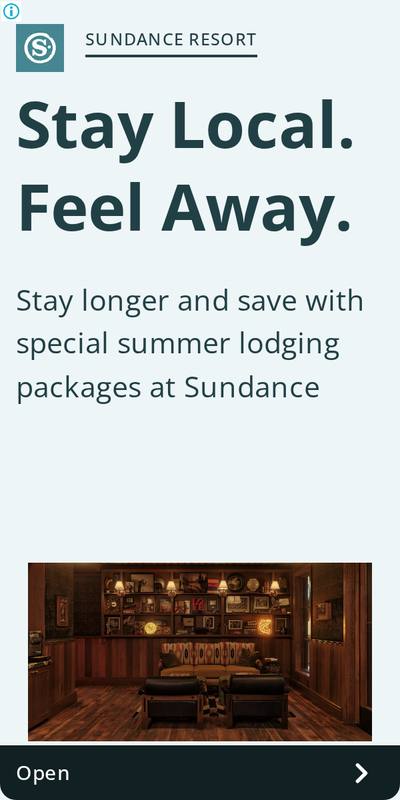 S
SUNDANCE RESORT
Stay Local.
Feel Away.
Stay longer and save with
special summer lodging
packages at Sundance
Open